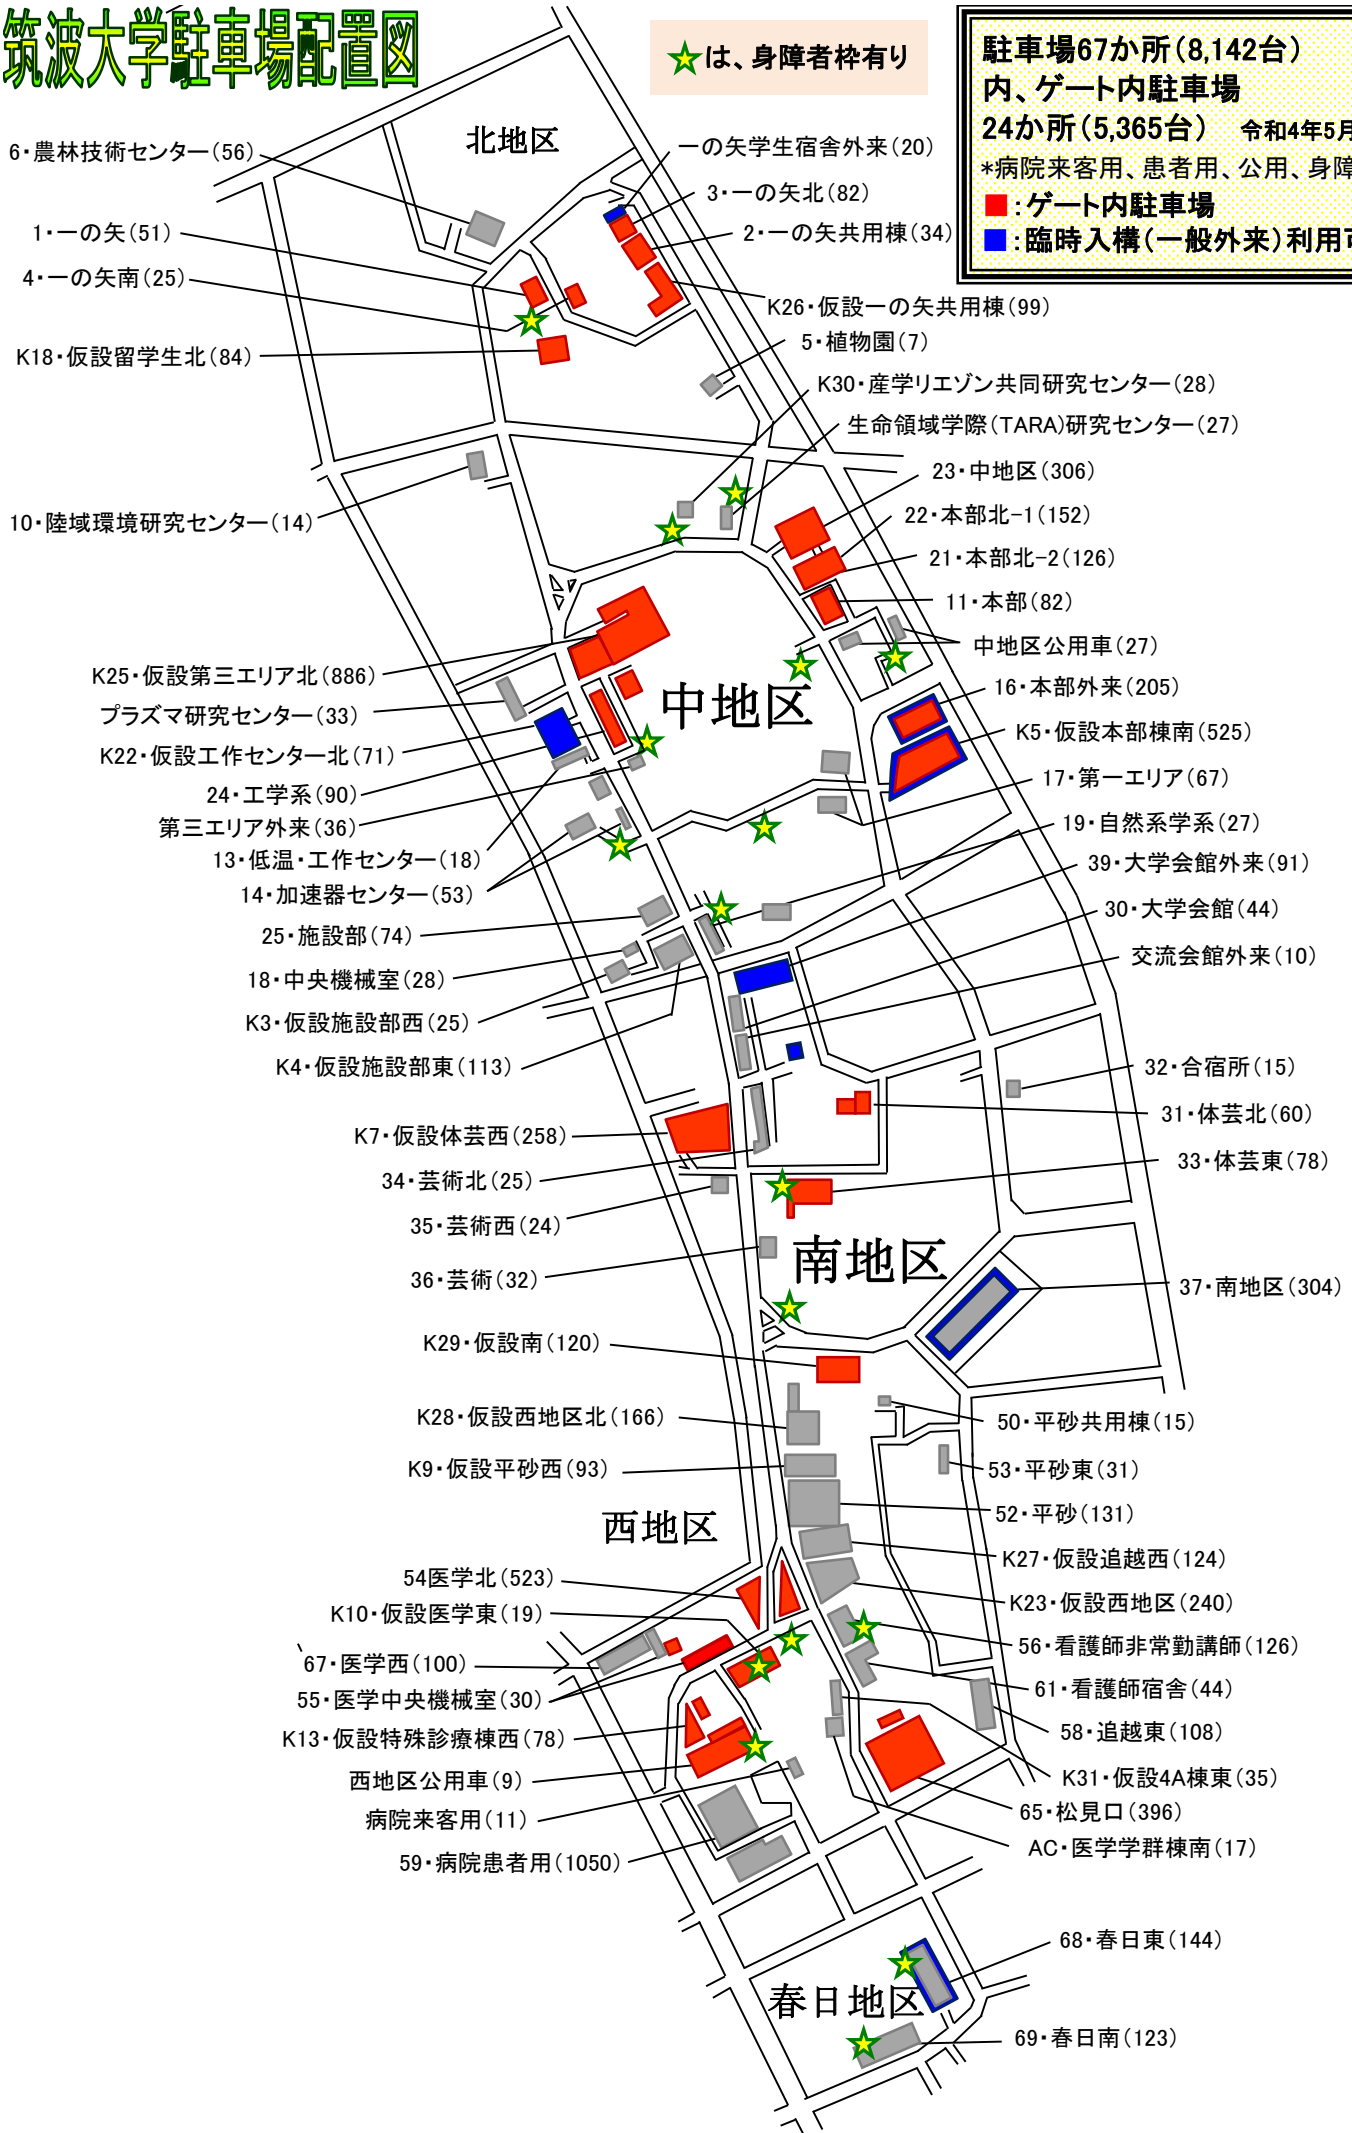 筑波大学駐車場配置図
★は、身障者枠有り
駐車場67か所(8,142台)
内、ゲート内駐車場
24か所(5,365台) 令和4年5月
*病院来客用、患者用、公用、身障
■:ゲート内駐車場
■:臨時入構(一般外来)利用可
北地区
6・農林技術センター(56)
1・一の矢(51)
4・一の矢南(25)
K18・仮設留学生北(84)
10・陸域環境研究センター(14)
一の矢学生宿舎外来(20)
3・一の矢北(82)
2・一の矢共用棟(34)
K26・仮設一の矢共用棟(99)
5・植物園(7)
K30・産学リエゾン共同研究センター(28)
生命領域学際(TARA)研究センター(27)
23・中地区(306)
22・本部北-1(152)
21・本部北-2(126)
11・本部(82)
中地区公用車(27)
16・本部外来(205)
K5・仮設本部棟南(525)
17・第一エリア(67)
19・自然系学系(27)
39・大学会館外来(91)
30・大学会館(44)
交流会館外来(10)
中地区
K25・仮設第三エリア北(886)
プラズマ研究センター(33)
K22・仮設工作センター北(71)
24・工学系(90)
第三エリア外来(36)
13・低温・工作センター(18)
14・加速器センター(53)
25・施設部(74)
18・中央機械室(28)
K3・仮設施設部西(25)
K4・仮設施設部東(113)
32・合宿所(15)
31・体芸北(60)
33・体芸東(78)
K7・仮設体芸西(258)
34・芸術北(25)
35・芸術西(24)
36・芸術(32)
南地区
37・南地区(304)
K29・仮設南(120)
K28・仮設西地区北(166)
K9・仮設平砂西(93)
50・平砂共用棟(15)
53・平砂東(31)
52・平砂(131)
K27・仮設追越西(124)
K23・仮設西地区(240)
56・看護師非常勤講師(126)
61・看護師宿舎(44)
58・追越東(108)
K31・仮設4A棟東(35)
65・松見口(396)
AC・医学学群棟南(17)
西地区
54医学北(523)
K10・仮設医学東(19)
67・医学西(100)
55・医学中央機械室(30)
K13・仮設特殊診療棟西(78)
西地区公用車(9)
病院来客用(11)
59・病院患者用(1050)
68・春日東(144)
春日地区
69・春日南(123)